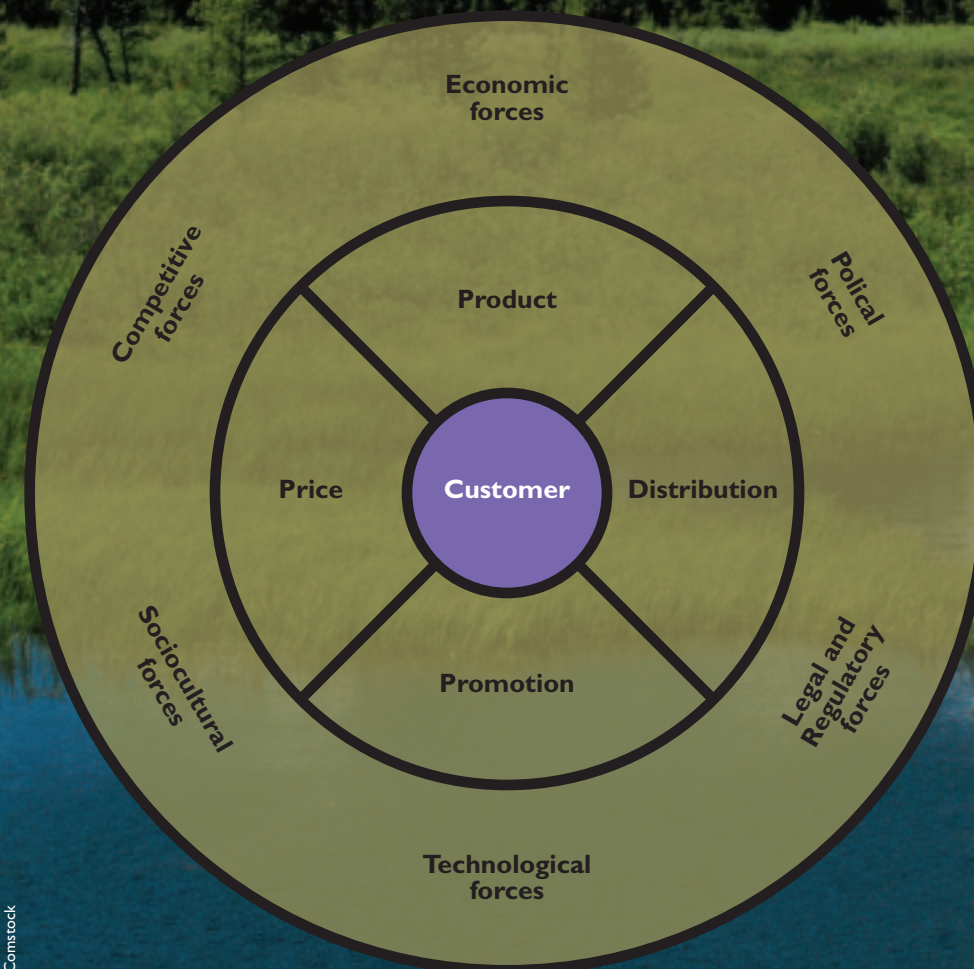 Economic
forces
Competitive
forces
Polical
forces
Product
Price
Customer
Distribution
Promotion
Sociocultural
forces
Legal and
Regulatory
forces
Technological
forces
Comstock